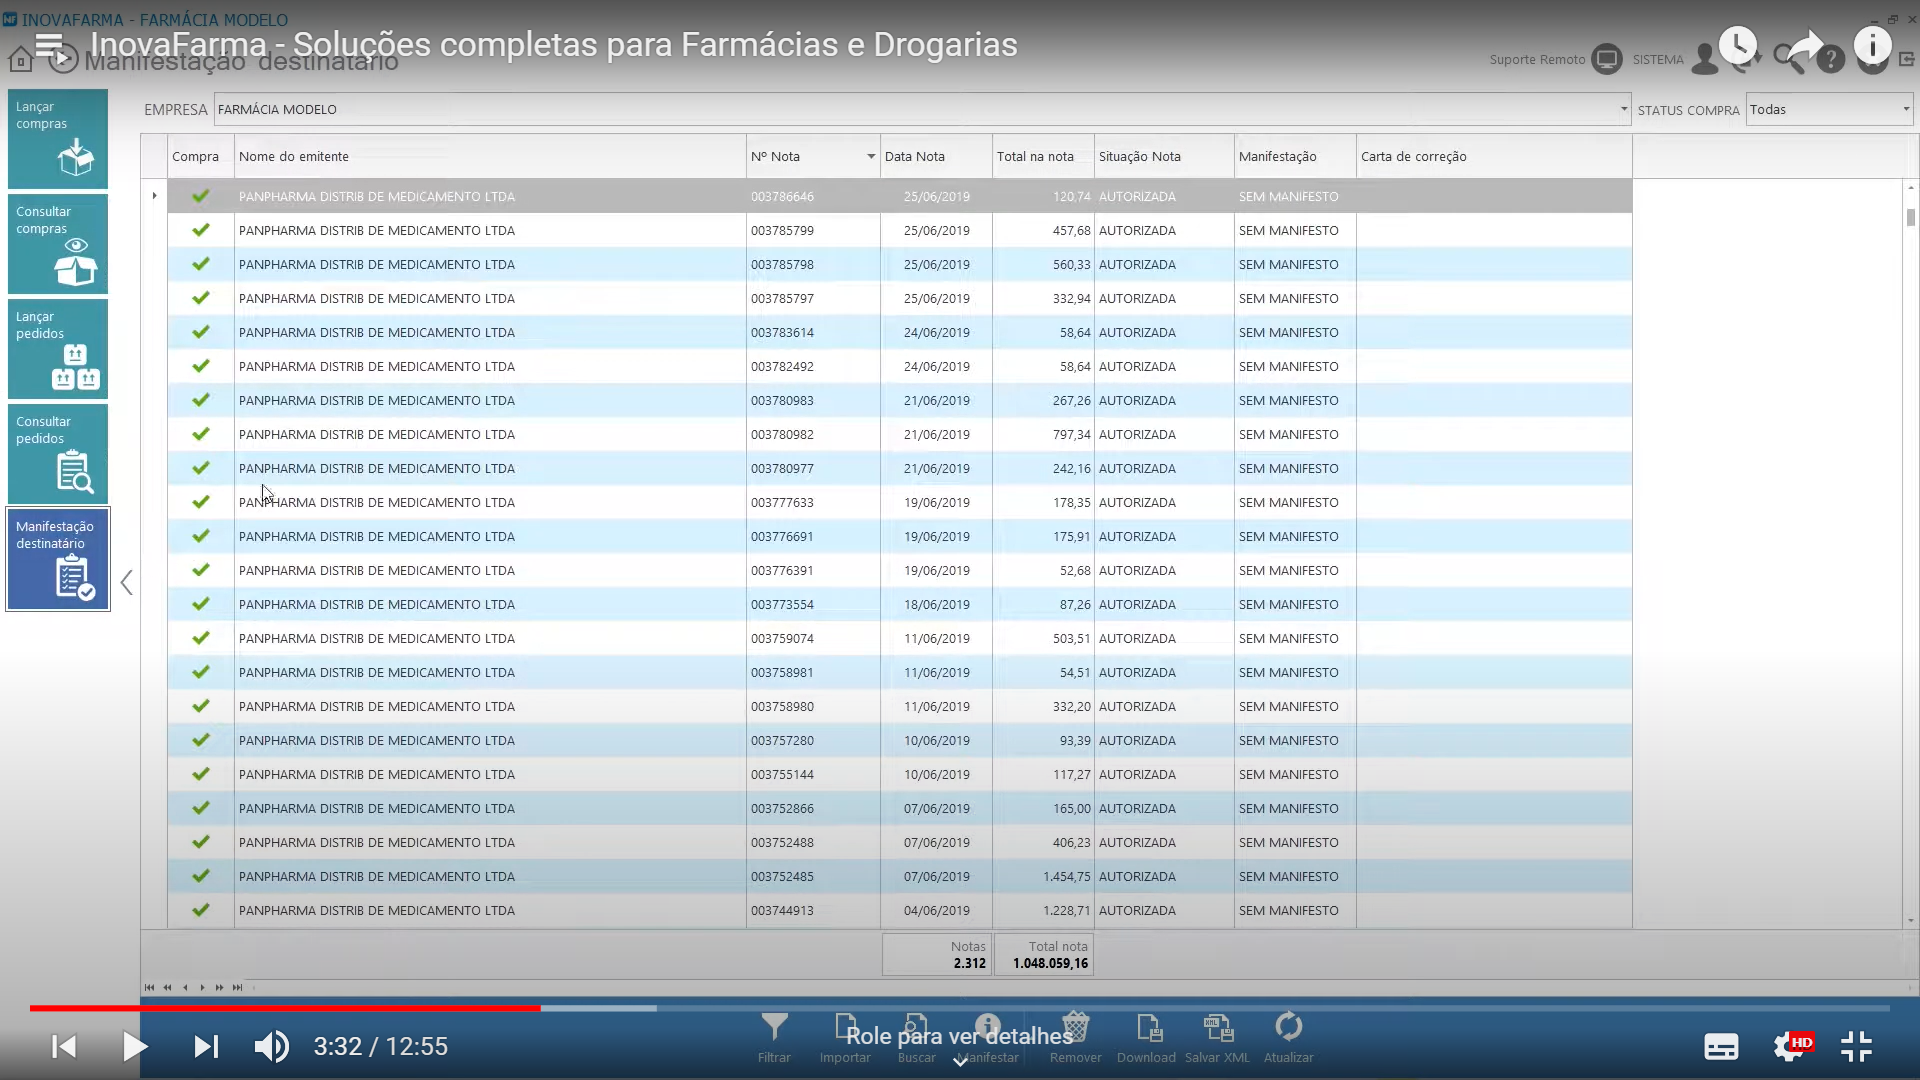 INOVAFARMA - FARMÁCIA MODELO
InovaFarma - Soluções completas para Farmácias e Drogarias
Manifestação destinatário
Suporte Remoto
SISTEMA
Lançar
compras
Consultar
compras
Lançar
pedidos
Consultar
pedidos
Manifestação
destinatário
EMPRESA FARMÁCIA MODELO STATUS COMPRA Todas
Compra Nome do emitente Nº Nota Data Nota Total na nota Situação Nota Manifestação Carta de correção
PANPHARMA DISTRIB DE MEDICAMENTO LTDA 003786646 25/06/2019 120,74 AUTORIZADA SEM MANIFESTO
PANPHARMA DISTRIB DE MEDICAMENTO LTDA 003785799 25/06/2019 457,68 AUTORIZADA SEM MANIFESTO
PANPHARMA DISTRIB DE MEDICAMENTO LTDA 003785798 25/06/2019 560,33 AUTORIZADA SEM MANIFESTO
PANPHARMA DISTRIB DE MEDICAMENTO LTDA 003785797 25/06/2019 332,94 AUTORIZADA SEM MANIFESTO
PANPHARMA DISTRIB DE MEDICAMENTO LTDA 003783614 24/06/2019 58,64 AUTORIZADA SEM MANIFESTO
PANPHARMA DISTRIB DE MEDICAMENTO LTDA 003782492 24/06/2019 58,64 AUTORIZADA SEM MANIFESTO
PANPHARMA DISTRIB DE MEDICAMENTO LTDA 003780983 21/06/2019 267,26 AUTORIZADA SEM MANIFESTO
PANPHARMA DISTRIB DE MEDICAMENTO LTDA 003780982 21/06/2019 797,34 AUTORIZADA SEM MANIFESTO
PANPHARMA DISTRIB DE MEDICAMENTO LTDA 003780977 21/06/2019 242,16 AUTORIZADA SEM MANIFESTO
PANPHARMA DISTRIB DE MEDICAMENTO LTDA 003777633 19/06/2019 178,35 AUTORIZADA SEM MANIFESTO
PANPHARMA DISTRIB DE MEDICAMENTO LTDA 003776691 19/06/2019 175,91 AUTORIZADA SEM MANIFESTO
PANPHARMA DISTRIB DE MEDICAMENTO LTDA 003776391 19/06/2019 52,68 AUTORIZADA SEM MANIFESTO
PANPHARMA DISTRIB DE MEDICAMENTO LTDA 003773554 18/06/2019 87,26 AUTORIZADA SEM MANIFESTO
PANPHARMA DISTRIB DE MEDICAMENTO LTDA 003759074 11/06/2019 503,51 AUTORIZADA SEM MANIFESTO
PANPHARMA DISTRIB DE MEDICAMENTO LTDA 003758981 11/06/2019 54,51 AUTORIZADA SEM MANIFESTO
PANPHARMA DISTRIB DE MEDICAMENTO LTDA 003758980 11/06/2019 332,20 AUTORIZADA SEM MANIFESTO
PANPHARMA DISTRIB DE MEDICAMENTO LTDA 003757280 10/06/2019 93,39 AUTORIZADA SEM MANIFESTO
PANPHARMA DISTRIB DE MEDICAMENTO LTDA 003755144 10/06/2019 117,27 AUTORIZADA SEM MANIFESTO
PANPHARMA DISTRIB DE MEDICAMENTO LTDA 003752866 07/06/2019 165,00 AUTORIZADA SEM MANIFESTO
PANPHARMA DISTRIB DE MEDICAMENTO LTDA 003752488 07/06/2019 406,23 AUTORIZADA SEM MANIFESTO
PANPHARMA DISTRIB DE MEDICAMENTO LTDA 003752485 07/06/2019 1.454,75 AUTORIZADA SEM MANIFESTO
PANPHARMA DISTRIB DE MEDICAMENTO LTDA 003744913 04/06/2019 1.228,71 AUTORIZADA SEM MANIFESTO
Notas Total nota
2.312 1.048.059,16
Role para ver detalhes
3:32 / 12:55
Filtrar Importar Buscar Manifestar Remover Download Salvar XML Atualizar
HD